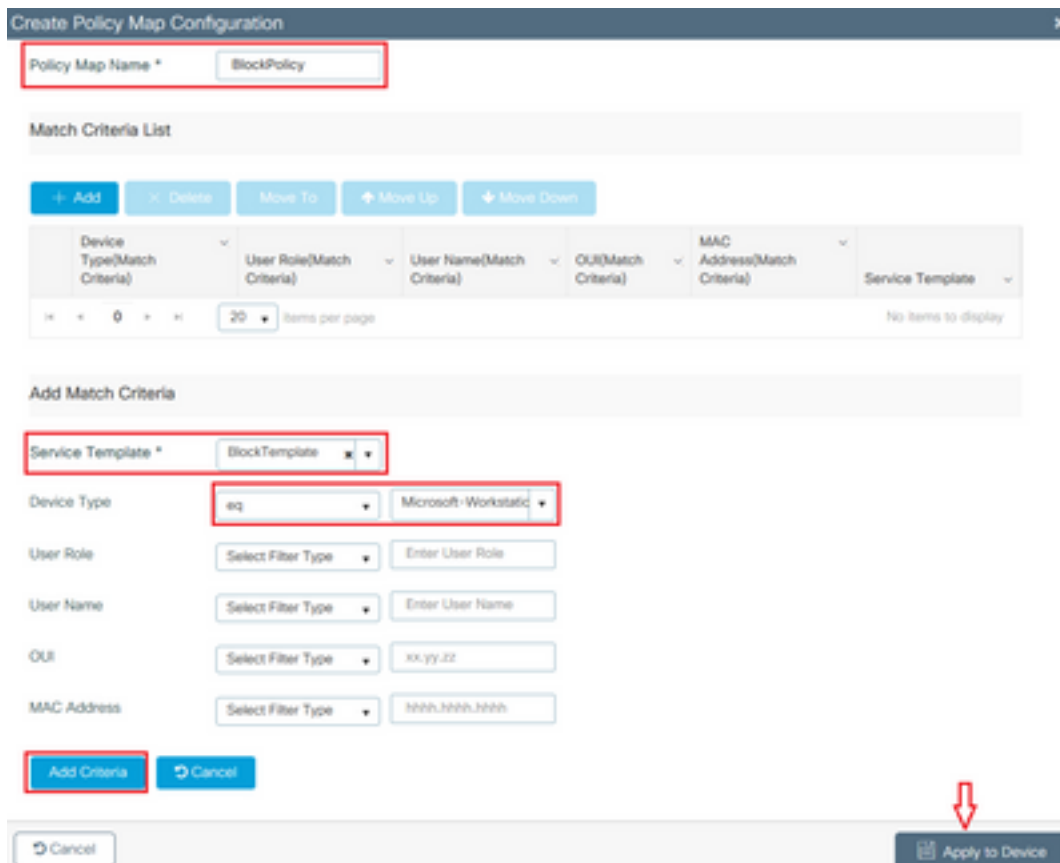 Create Policy Map Configuration
Policy Map Name * BlockPolicy
Match Criteria List
+ Add × Delete Move To Move Up Move Down
Device Type(Match Criteria) User Role(Match Criteria) User Name(Match Criteria) OUI(Match Criteria) MAC Address(Match Criteria) Service Template
0 20 items per page No items to display
Add Match Criteria
Service Template * BlockTemplate
Device Type eq Microsoft-Workstatic
User Role Select Filter Type Enter User Role
User Name Select Filter Type Enter User Name
OUI Select Filter Type xx.yy.zz
MAC Address Select Filter Type hhhh.hhhh.hhhh
Add Criteria Cancel
Cancel Apply to Device